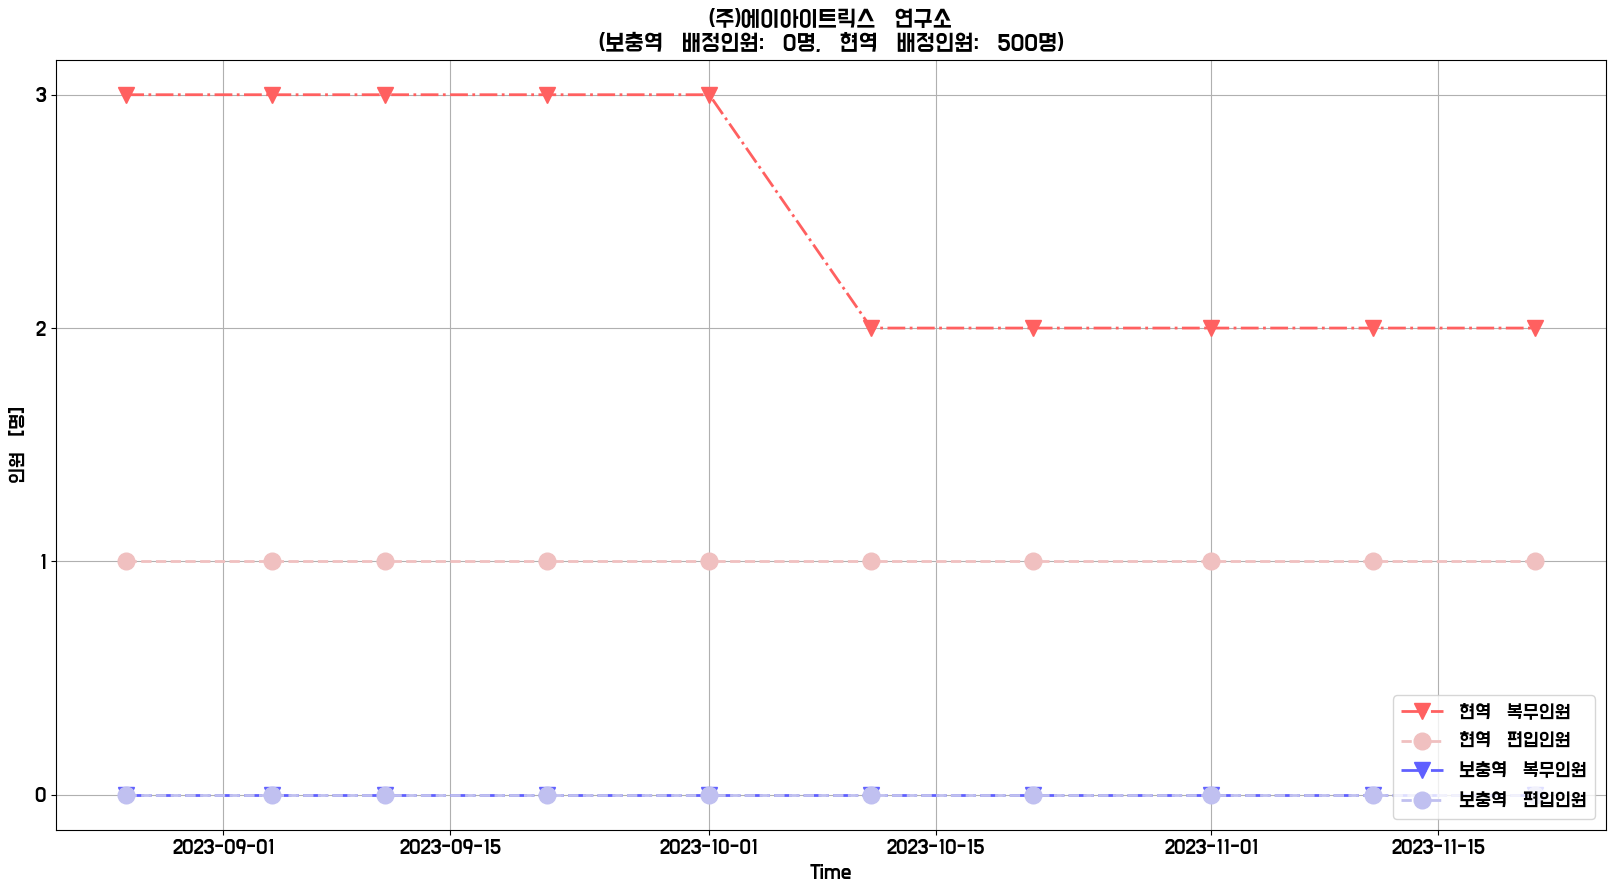 (주)에이아이트릭스 연구소
(보충역 배정인원: 0명, 현역 배정인원: 500명)
3
2
1
0
인원 [명]
현역 복무인원
현역 편입인원
보충역 복무인원
보충역 편입인원
2023-09-01 2023-09-15 2023-10-01 2023-10-15 2023-11-01 2023-11-15
Time